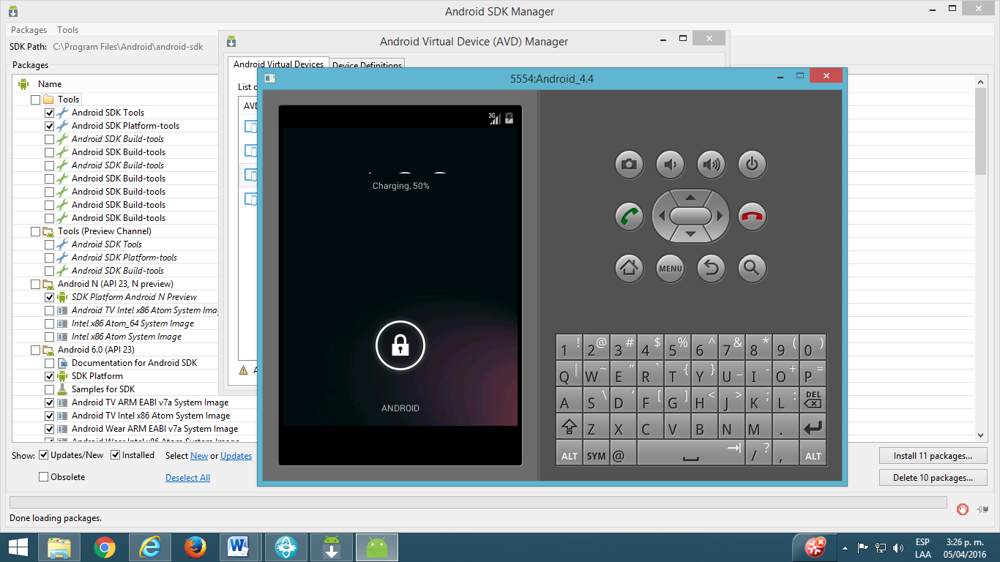 Android SDK Manager
Packages Tools
SDK Path: C:\Program Files\Android\android-sdk
Packages
Name
Tools
Android SDK Tools
Android SDK Platform-tools
Android SDK Build-tools
Android SDK Build-tools
Android SDK Build-tools
Android SDK Build-tools
Android SDK Build-tools
Android SDK Build-tools
Android SDK Build-tools
Tools (Preview Channel)
Android SDK Tools
Android SDK Platform-tools
Android SDK Build-tools
Android N (API 23, N preview)
SDK Platform Android N Preview
Android TV Intel x86 Atom System
Intel x86 Atom_64 System Image
Intel x86 Atom System Image
Android 6.0 (API 23)
Documentation for Android SDK
SDK Platform
Samples for SDK
Android TV ARM EABI v7a System Image
Android TV Intel x86 Atom System Image
Android Wear ARM EABI v7a System Image
Android Wear Intel x86 Atom System Image
Show: Updates/New Installed Select New or Updates
Obsolete Deselect All
Install 11 packages...
Delete 10 packages...
Done loading packages.
Android Virtual Device (AVD) Manager
Android Virtual Devices Device Definitions
List
5554:Android_4.4
3G
Charging, 50%
ANDROID
MENU
1 ! 2 @ 3 # 4 $ 5 % 6 ^ 7 & 8 * 9 ( 0 )
Q | W ~ E “ R ` T { Y } U _ I - O + P =
A S \ D ‘ F [ G ] H < J > K ; L : DEL
Z X C V B N M .
ALT SYM @ / ? , ALT
ESP
LAA
3:26 p. m.
05/04/2016